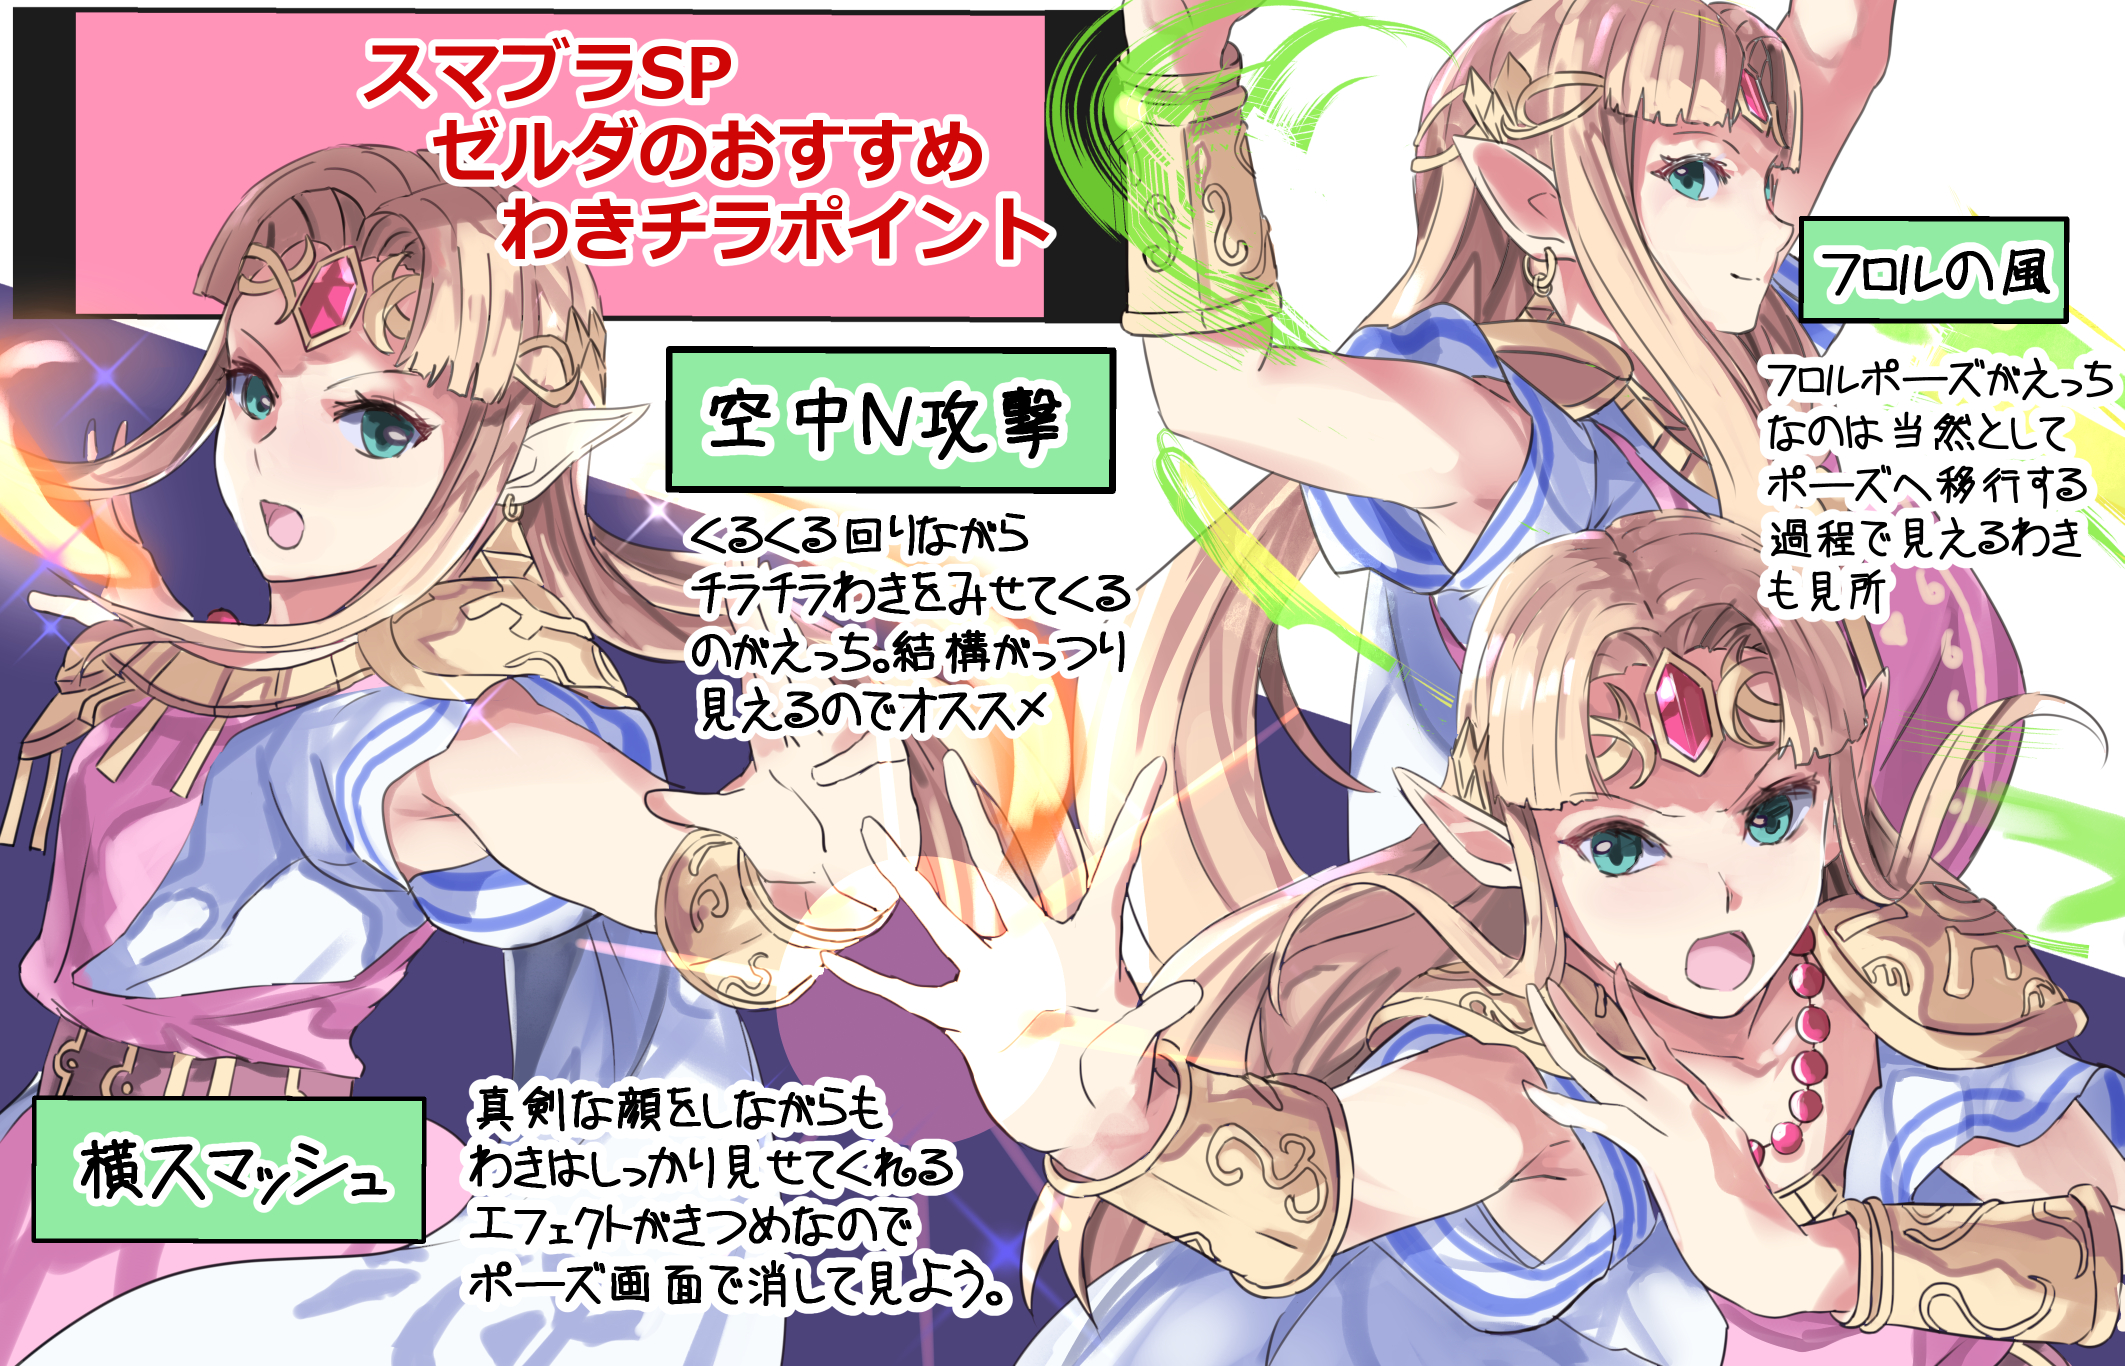 スマブラSP
ゼルダのおすすめ
わきチラポイント
空中N攻撃
くるくる回りながら
チラチラわきをみせてくる
のがえっち。結構がっつり
見えるのでオススメ
フロルの風
フロルポーズがえっち
なのは当然として
ポーズへ移行する
過程で見えるわき
も見所
横スマッシュ
真剣な顔をしながらも
わきはしっかり見せてくれる
エフェクトがきつめなので
ポーズ画面で消して見よう。